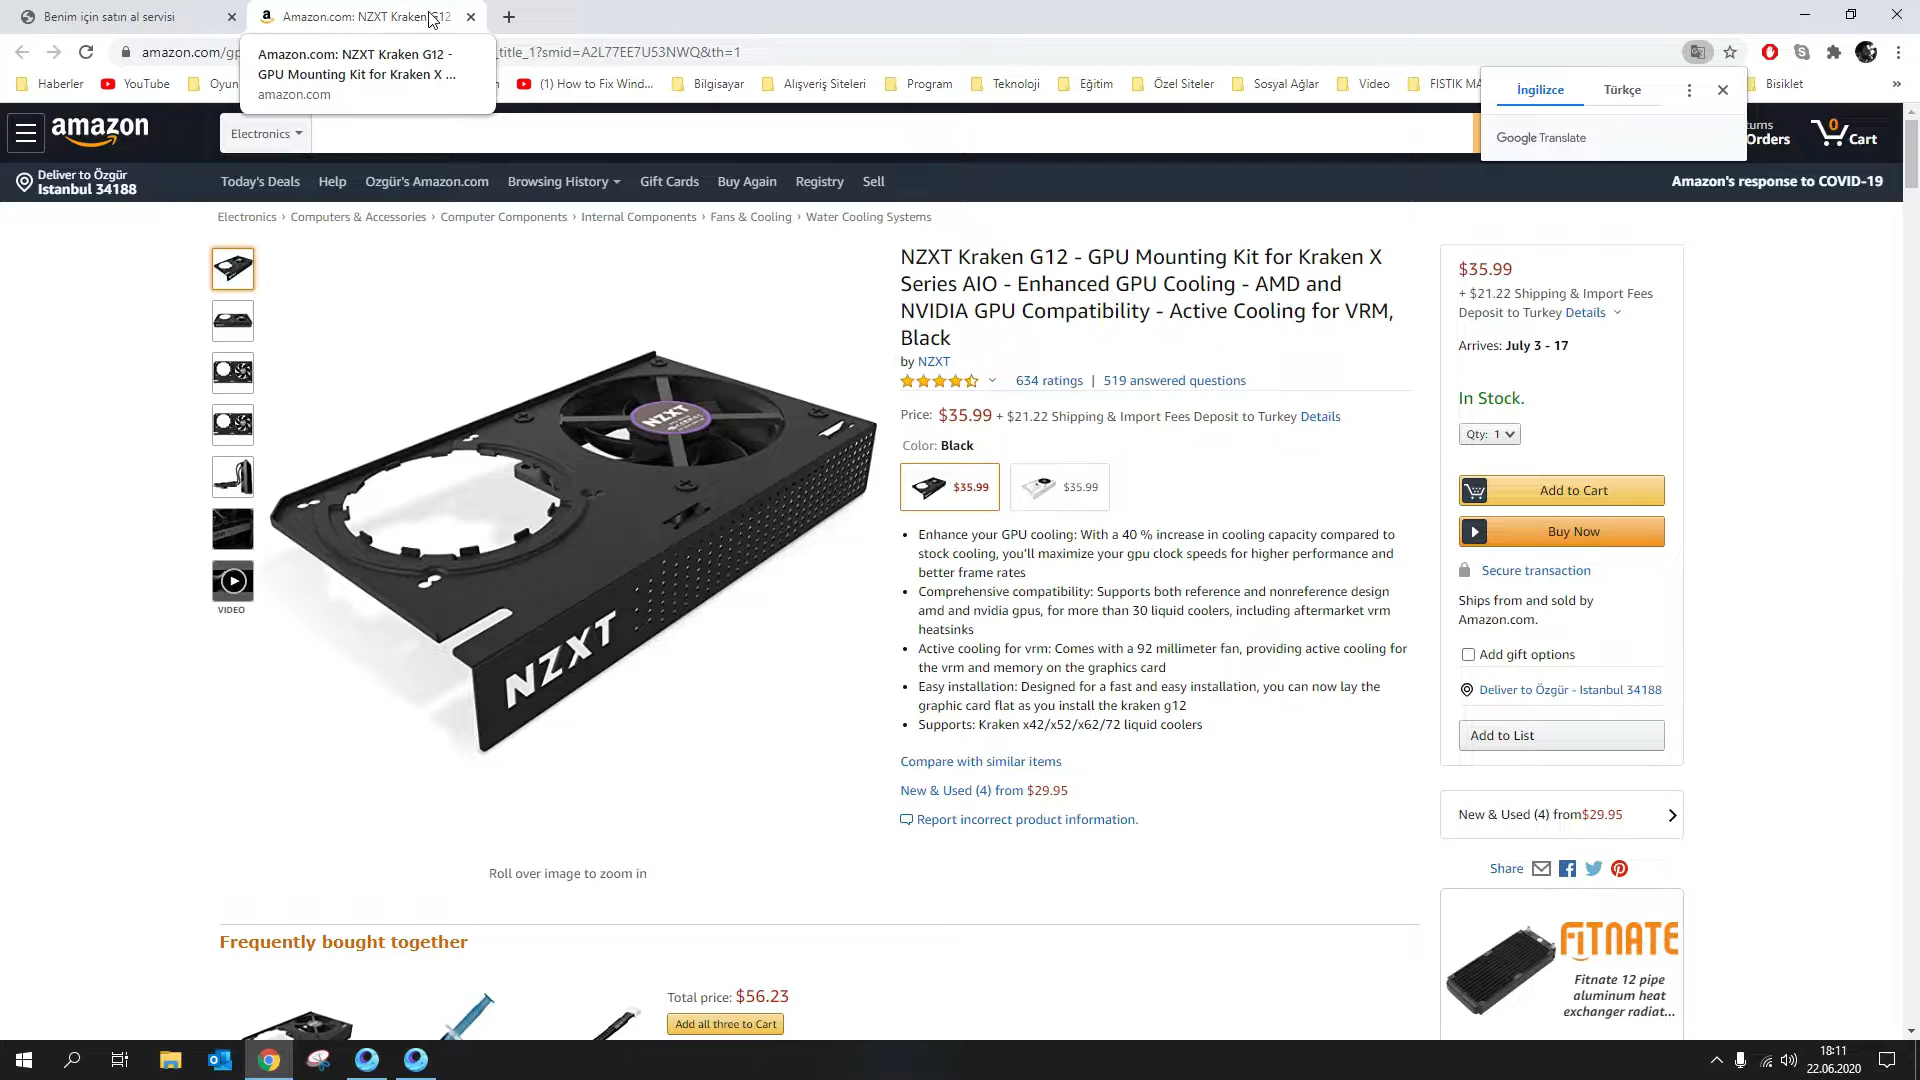 Benim için satın al servisi
Amazon.com: NZXT Kraken G12
amazon.com/gp
_title_1?smid=A2L77EE7U53NWQ&th=1
Amazon.com: NZXT Kraken G12 -
GPU Mounting Kit for Kraken X ...
amazon.com
Haberler
YouTube
Oyun
(1) How to Fix Wind...
Bilgisayar
Alışveriş Siteleri
Program
Teknoloji
Eğitim
Özel Siteler
Sosyal Ağlar
Video
FISTIK MA
Bisiklet
»
İngilizce
Türkçe
Google Translate
amazon
Electronics
Orders
0
Cart
Deliver to Özgür
Istanbul 34188
Today's Deals
Help
Özgür's Amazon.com
Browsing History
Gift Cards
Buy Again
Registry
Sell
Amazon's response to COVID-19
Electronics › Computers & Accessories › Computer Components › Internal Components › Fans & Cooling › Water Cooling Systems
VIDEO
NZXT
NZXT
Roll over image to zoom in
NZXT Kraken G12 - GPU Mounting Kit for Kraken X
Series AIO - Enhanced GPU Cooling - AMD and
NVIDIA GPU Compatibility - Active Cooling for VRM,
Black
by NZXT
634 ratings | 519 answered questions
Price: $35.99 + $21.22 Shipping & Import Fees Deposit to Turkey Details
Color: Black
$35.99
$35.99
• Enhance your GPU cooling: With a 40 % increase in cooling capacity compared to
stock cooling, you'll maximize your gpu clock speeds for higher performance and
better frame rates
• Comprehensive compatibility: Supports both reference and nonreference design
amd and nvidia gpus, for more than 30 liquid coolers, including aftermarket vrm
heatsinks
• Active cooling for vrm: Comes with a 92 millimeter fan, providing active cooling for
the vrm and memory on the graphics card
• Easy installation: Designed for a fast and easy installation, you can now lay the
graphic card flat as you install the kraken g12
• Supports: Kraken x42/x52/x62/72 liquid coolers
Compare with similar items
New & Used (4) from $29.95
Report incorrect product information.
$35.99
+ $21.22 Shipping & Import Fees
Deposit to Turkey Details
Arrives: July 3 - 17
In Stock.
Qty: 1
Add to Cart
Buy Now
Secure transaction
Ships from and sold by
Amazon.com.
Add gift options
Deliver to Özgür - Istanbul 34188
Add to List
New & Used (4) from$29.95
Share
FITNATE
Fitnate 12 pipe
aluminum heat
exchanger radiat...
Frequently bought together
Total price: $56.23
Add all three to Cart
18:11
22.06.2020